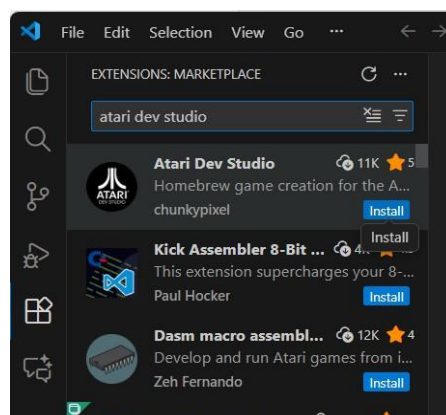 File Edit Selection View Go ...
EXTENSIONS: MARKETPLACE
atari dev studio
Atari Dev Studio 11K 5
Homebrew game creation for the A...
chunkypixel Install
ATARI
DEV STUDIO
Install
Kick Assembler 8-Bit ...
This extension supercharges your 8-...
Paul Hocker Install
Dasm macro assembl... 12K 4
Develop and run Atari games from i...
Zeh Fernando Install